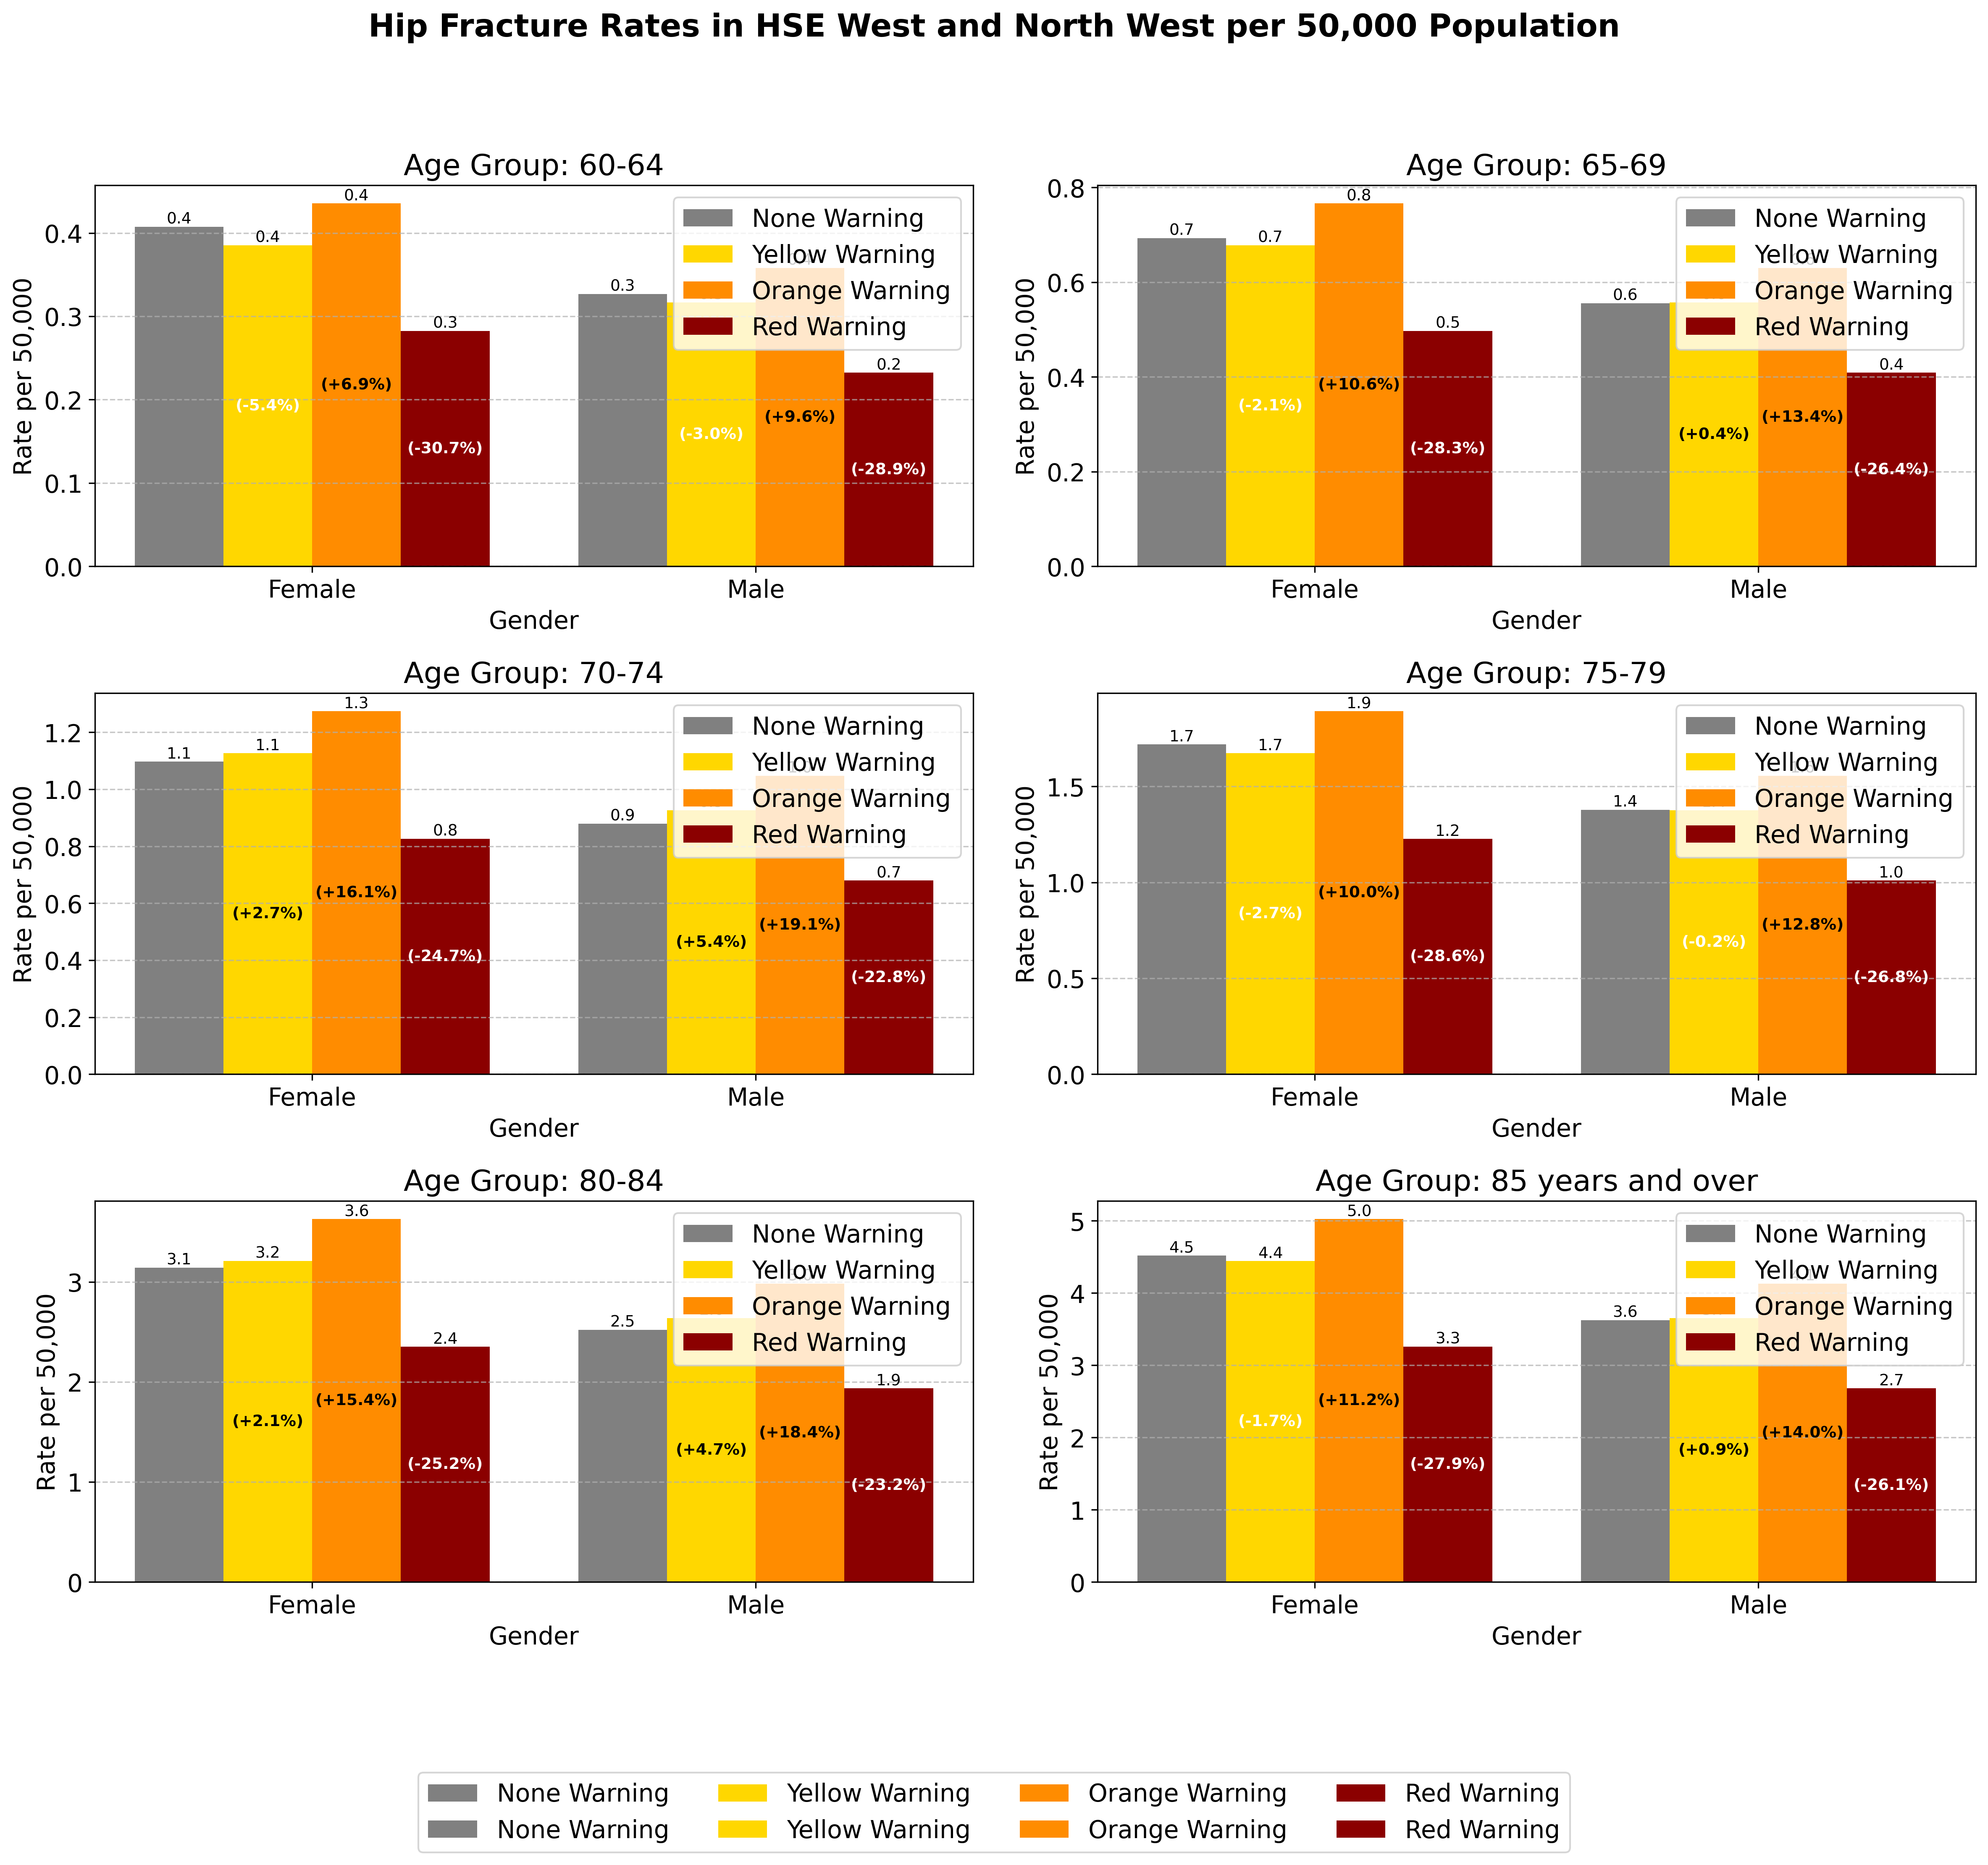 Hip Fracture Rates in HSE West and North West per 50,000 Population
Age Group: 60-64
Rate per 50,000
0.4
0.3
0.2
0.1
0.0
0.4
0.4
0.4
0.3
0.3
0.2
(-5.4%)
(+6.9%)
(-30.7%)
(-3.0%)
(+9.6%)
(-28.9%)
None Warning
Yellow Warning
Orange Warning
Red Warning
Female
Male
Gender
Age Group: 65-69
Rate per 50,000
0.8
0.6
0.4
0.2
0.0
0.7
0.7
0.8
0.5
0.6
0.4
(-2.1%)
(+10.6%)
(-28.3%)
(+0.4%)
(+13.4%)
(-26.4%)
None Warning
Yellow Warning
Orange Warning
Red Warning
Female
Male
Gender
Age Group: 70-74
Rate per 50,000
1.2
1.0
0.8
0.6
0.4
0.2
0.0
1.1
1.1
1.3
0.8
0.9
0.7
(+2.7%)
(+16.1%)
(-24.7%)
(+5.4%)
(+19.1%)
(-22.8%)
None Warning
Yellow Warning
Orange Warning
Red Warning
Female
Male
Gender
Age Group: 75-79
Rate per 50,000
1.5
1.0
0.5
0.0
1.7
1.7
1.9
1.2
1.4
1.0
(-2.7%)
(+10.0%)
(-28.6%)
(-0.2%)
(+12.8%)
(-26.8%)
None Warning
Yellow Warning
Orange Warning
Red Warning
Female
Male
Gender
Age Group: 80-84
Rate per 50,000
3
2
1
0
3.1
3.2
3.6
2.4
2.5
1.9
(+2.1%)
(+15.4%)
(-25.2%)
(+4.7%)
(+18.4%)
(-23.2%)
None Warning
Yellow Warning
Orange Warning
Red Warning
Female
Male
Gender
Age Group: 85 years and over
Rate per 50,000
5
4
3
2
1
0
4.5
4.4
5.0
3.3
3.6
2.7
(-1.7%)
(+11.2%)
(-27.9%)
(+0.9%)
(+14.0%)
(-26.1%)
None Warning
Yellow Warning
Orange Warning
Red Warning
Female
Male
Gender
None Warning Yellow Warning Orange Warning Red Warning
None Warning Yellow Warning Orange Warning Red Warning